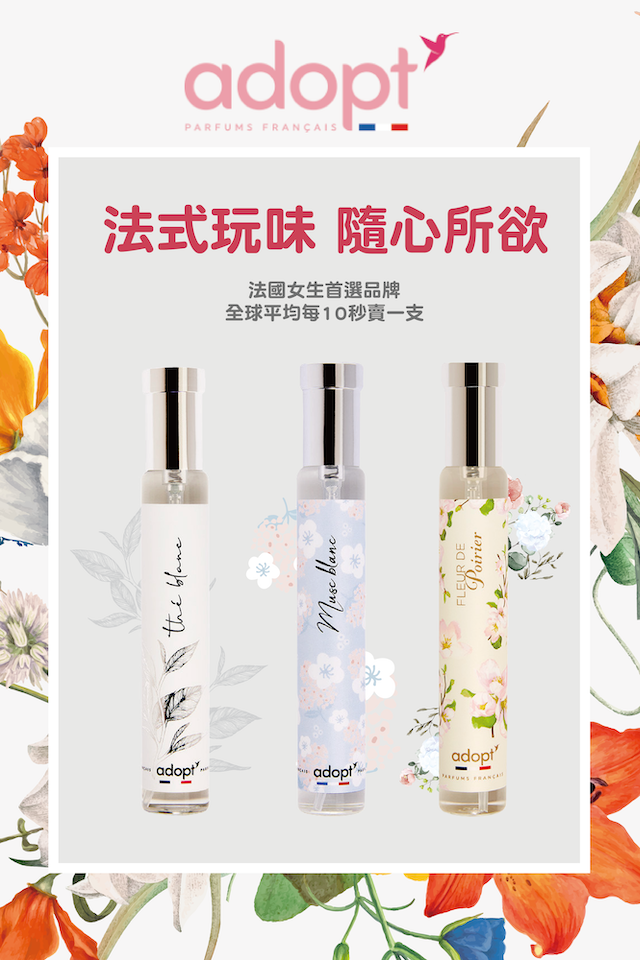 adopt
PARFUMS FRANÇAIS
法式玩味 隨心所欲
法國女生首選品牌
全球平均每10秒賣一支
thé blanc
adopt
Musc blanc
adopt
FLEUR DE
Poirier
adopt
PARFUMS FRANÇAIS